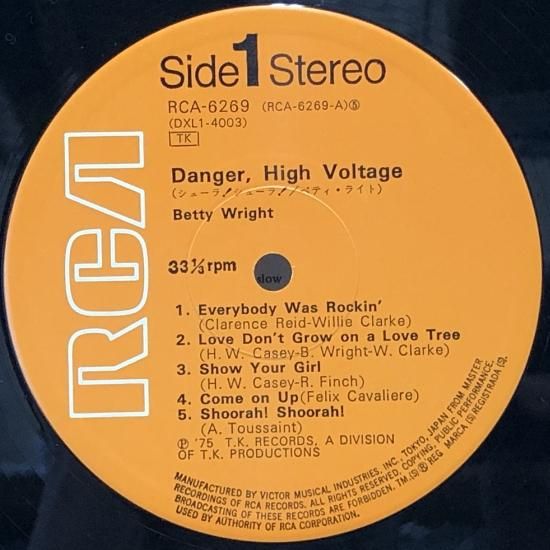 Side 1 Stereo
RCA-6269 (RCA-6269-A)Ⓢ
(DXL1-4003)
TK
RCA
Danger, High Voltage
(シューラ!シューラ!/ベティ・ライト)
Betty Wright
33⅓rpm
slow
1. Everybody Was Rockin'
(Clarence Reid-Willie Clarke)
2. Love Don't Grow on a Love Tree
(H. W. Casey-B. Wright-W. Clarke)
3. Show Your Girl
(H. W. Casey-R. Finch)
4. Come on Up(Felix Cavaliere)
5. Shoorah! Shoorah!
(A. Toussaint)
Ⓟ '75 T.K. RECORDS, A DIVISION
OF T.K. PRODUCTIONS
MANUFACTURED BY VICTOR MUSICAL INDUSTRIES, INC. TOKYO, JAPAN FROM MASTER
RECORDINGS OF RCA RECORDS. ALL RIGHTS RESERVED, COPYING, PUBLIC PERFORMANCE,
BROADCASTING OF THESE RECORDS ARE FORBIDDEN. TM.(S)® REG MARCA (S) REGISTRADA (S).
USED BY AUTHORITY OF RCA CORPORATION.